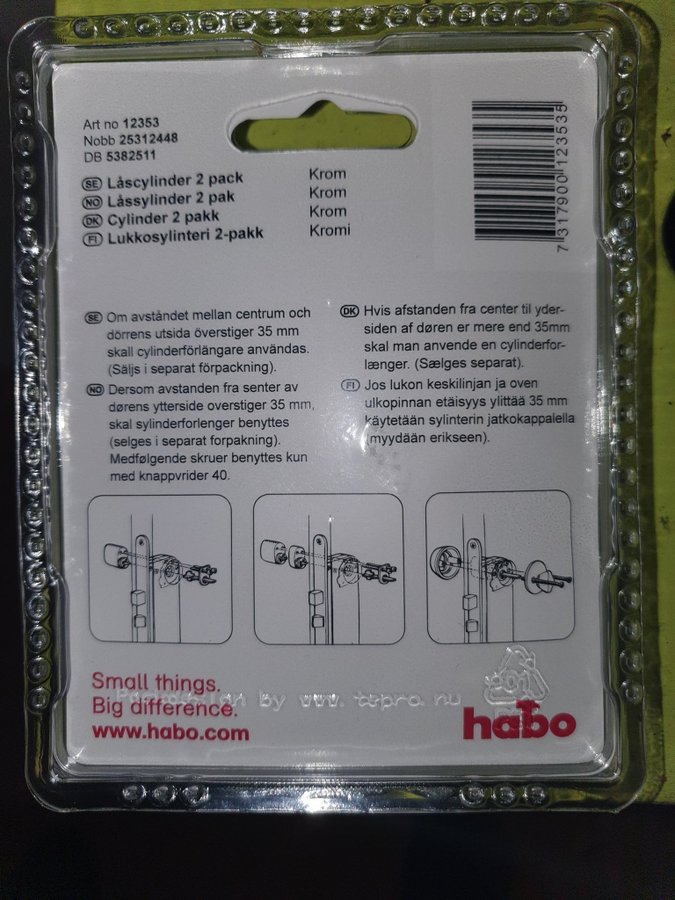 Art no 12353
Nobb 25312448
DB 5382511
SE Låscylinder 2 pack Krom
NO Låssylinder 2 pak Krom
DK Cylinder 2 pakk Krom
FI Lukkosylinteri 2-pakk Kromi
7 317900 123535
SE Om avståndet mellan centrum och
dörrens utsida överstiger 35 mm
skall cylinderförlängare användas.
(Säljs i separat förpackning).
NO Dersom avstanden fra senter av
dørens ytterside overstiger 35 mm,
skal sylinderforlenger benyttes
(selges i separat forpakning).
Medfølgende skruer benyttes kun
med knappvrider 40.
DK Hvis afstanden fra center til yder-
siden af døren er mere end 35mm
skal man anvende en cylinderfor-
længer. (Sælges separat).
FI Jos lukon keskilinjan ja oven
ulkopinnan etäisyys ylittää 35 mm
käytetään sylinterin jatkokappalella
(myydään erikseen).
Small things.
Big difference.
www.habo.com
by www.tspro.nu
habo